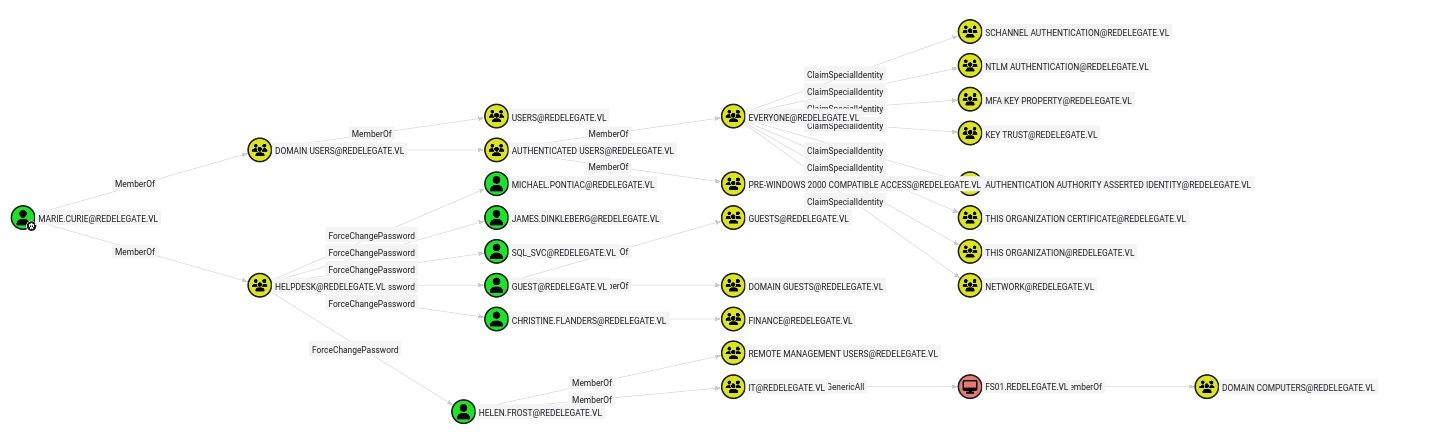 SCHANNEL AUTHENTICATION@REDELEGATE.VL
ClaimSpecialIdentity
NTLM AUTHENTICATION@REDELEGATE.VL
ClaimSpecialIdentity
MFA KEY PROPERTY@REDELEGATE.VL
ClaimSpecialIdentity
USERS@REDELEGATE.VL
EVERYONE@REDELEGATE.VL
ClaimSpecialIdentity
MemberOf
MemberOf
KEY TRUST@REDELEGATE.VL
DOMAIN USERS@REDELEGATE.VL
AUTHENTICATED USERS@REDELEGATE.VL
ClaimSpecialIdentity
MemberOf
ClaimSpecialIdentity
MemberOf
MICHAEL.PONTIAC@REDELEGATE.VL
PRE-WINDOWS 2000 COMPATIBLE ACCESS@REDELEGATE.VL
AUTHENTICATION AUTHORITY ASSERTED IDENTITY@REDELEGATE.VL
ClaimSpecialIdentity
MARIE.CURIE@REDELEGATE.VL
JAMES.DINKLEBERG@REDELEGATE.VL
GUESTS@REDELEGATE.VL
THIS ORGANIZATION CERTIFICATE@REDELEGATE.VL
ForceChangePassword
MemberOf
ForceChangePassword
SQL_SVC@REDELEGATE.VL Of
THIS ORGANIZATION@REDELEGATE.VL
ForceChangePassword
HELPDESK@REDELEGATE.VL ssword
GUEST@REDELEGATE.VL erOf
DOMAIN GUESTS@REDELEGATE.VL
NETWORK@REDELEGATE.VL
ForceChangePassword
CHRISTINE.FLANDERS@REDELEGATE.VL
FINANCE@REDELEGATE.VL
ForceChangePassword
REMOTE MANAGEMENT USERS@REDELEGATE.VL
MemberOf
IT@REDELEGATE.VL GenericAll
FS01.REDELEGATE.VL emberOf
DOMAIN COMPUTERS@REDELEGATE.VL
MemberOf
HELEN.FROST@REDELEGATE.VL